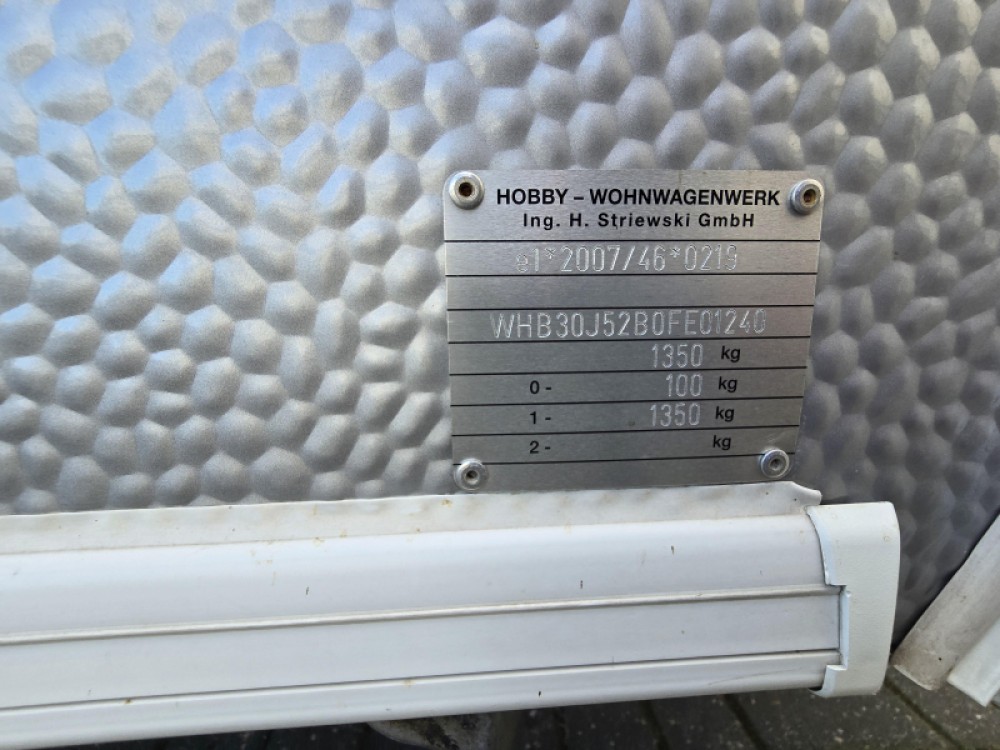 HOBBY - WOHNWAGENWERK
Ing. H. Striewski GmbH
e1*2007/46*0219
WHB30J52B0FE01240
1350 kg
0- 100 kg
1- 1350 kg
2- kg